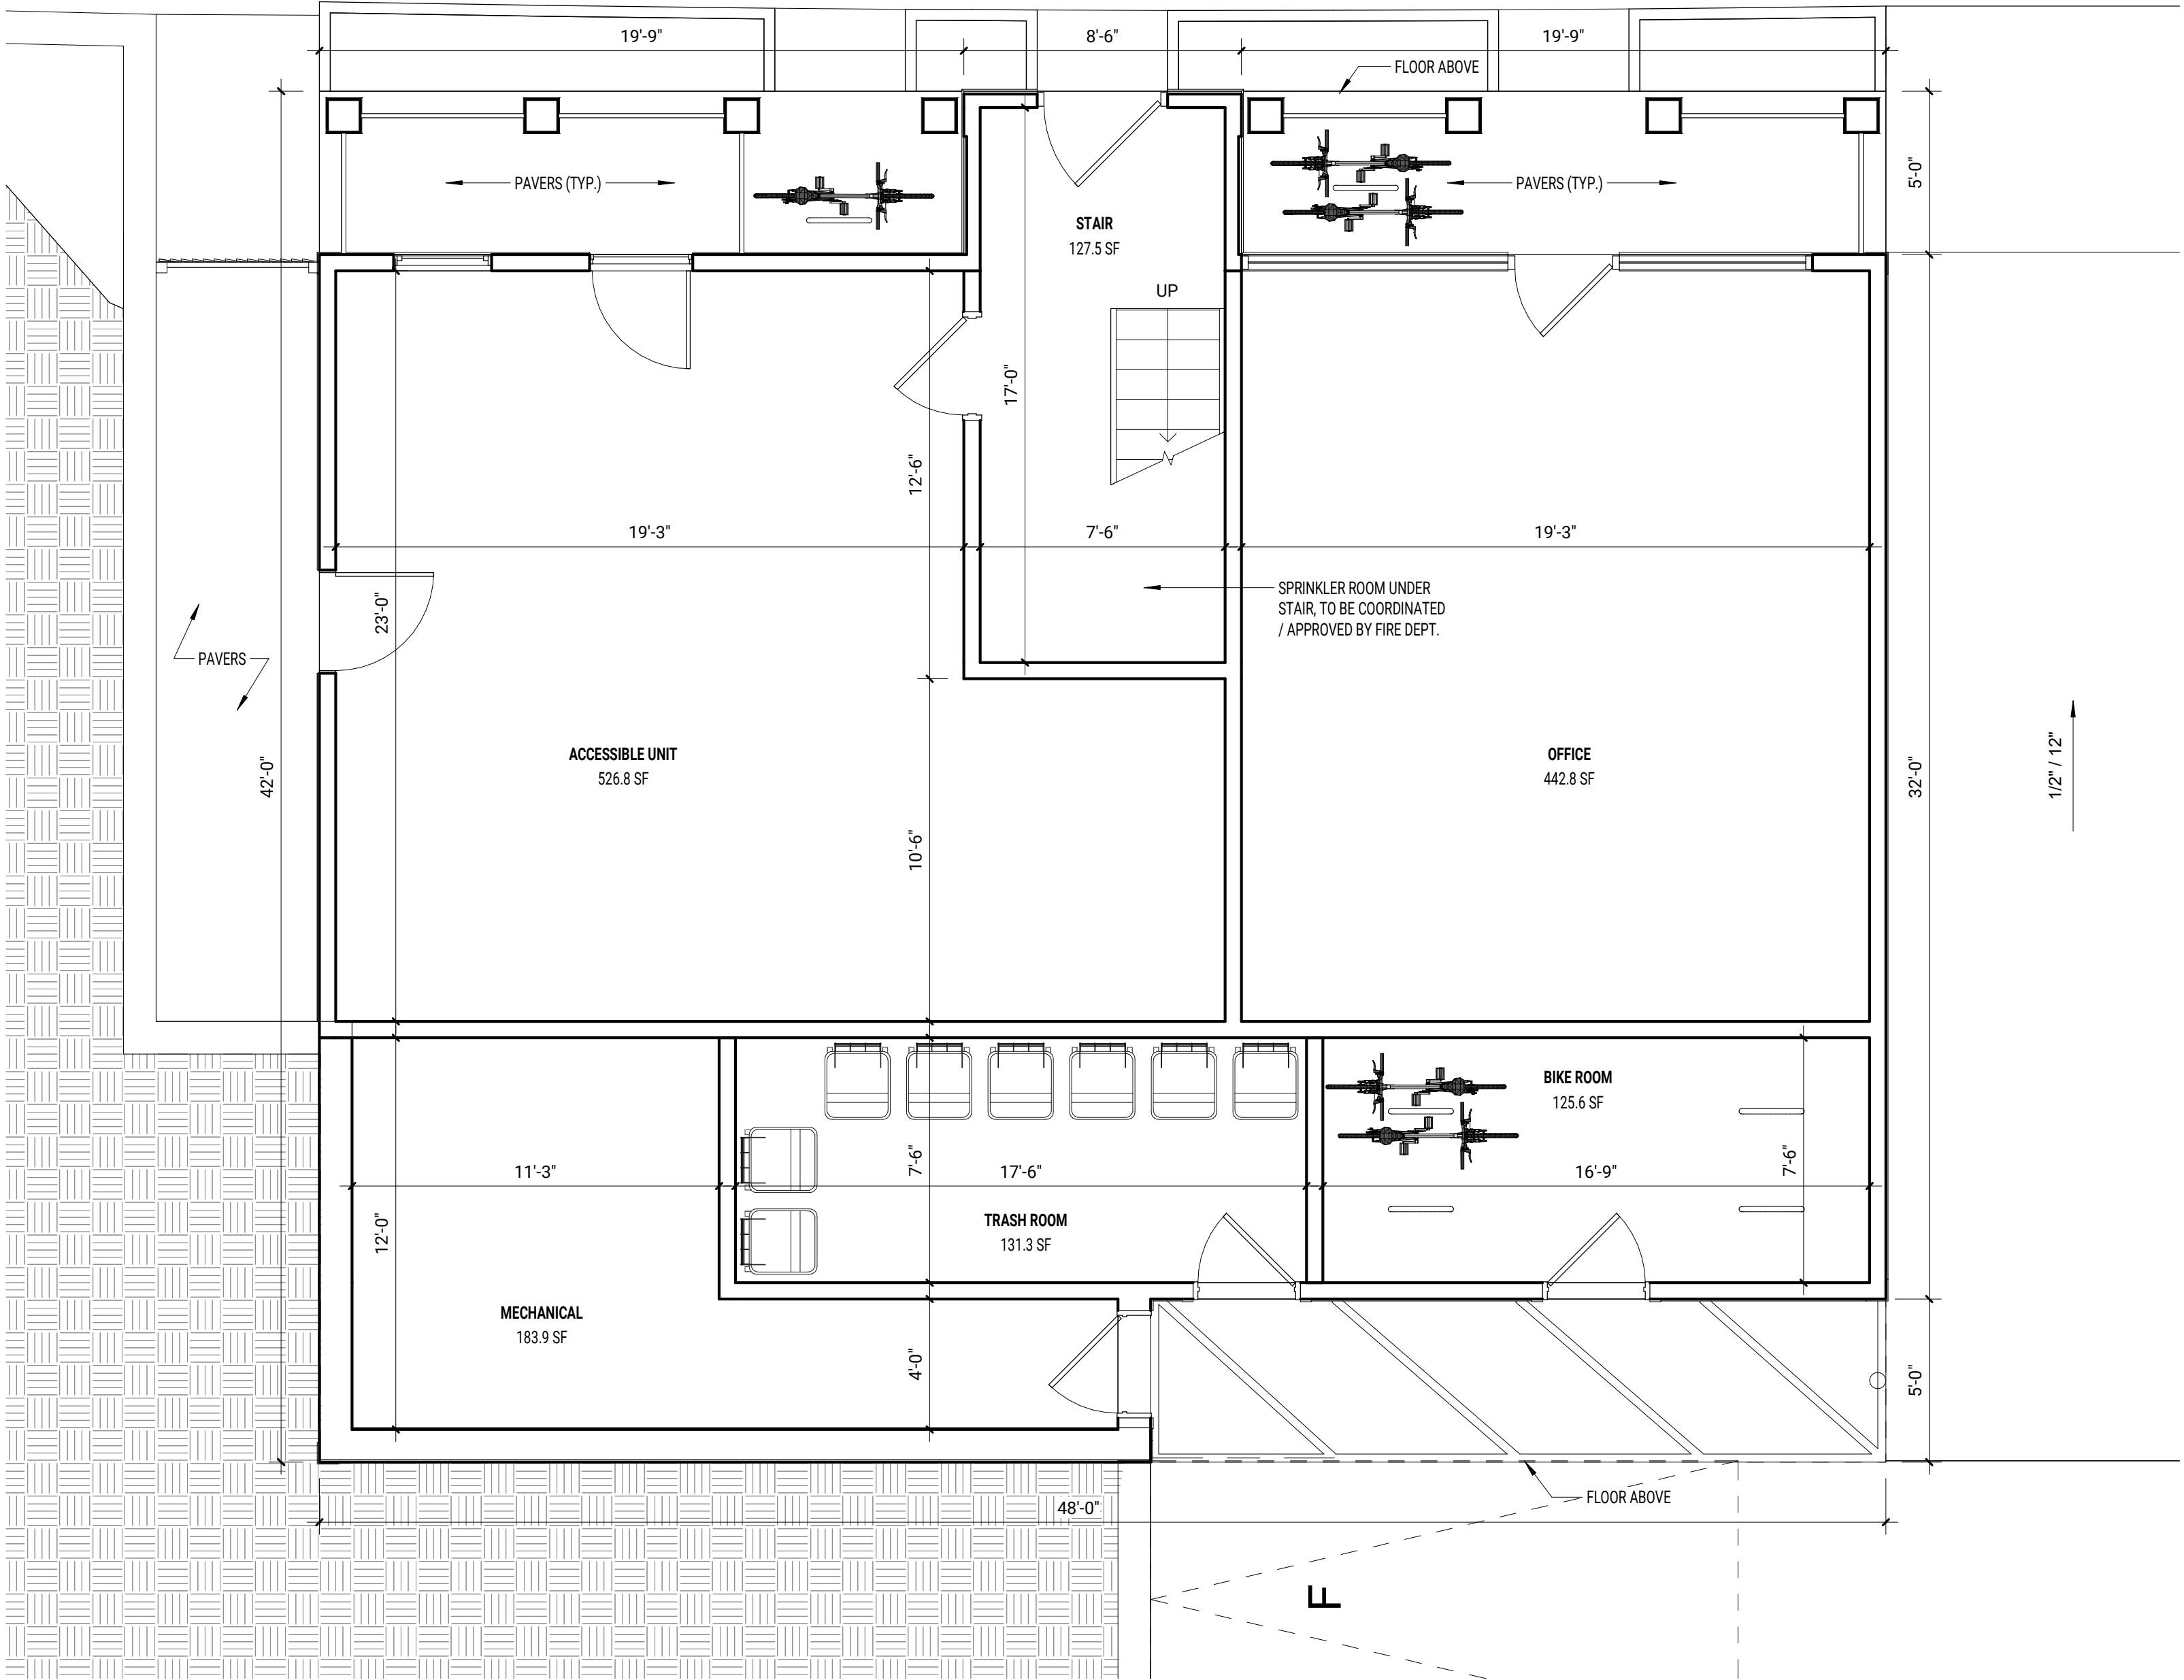 19'-9"
8'-6"
19'-9"
FLOOR ABOVE
PAVERS (TYP.)
PAVERS (TYP.)
5'-0"
STAIR
127.5 SF
UP
17'-0"
12'-6"
19'-3"
7'-6"
19'-3"
SPRINKLER ROOM UNDER
STAIR, TO BE COORDINATED
/ APPROVED BY FIRE DEPT.
23'-0"
PAVERS
42'-0"
ACCESSIBLE UNIT
526.8 SF
OFFICE
442.8 SF
32'-0"
1/2" / 12"
10'-6"
BIKE ROOM
125.6 SF
11'-3"
7'-6"
17'-6"
16'-9"
7'-6"
12'-0"
TRASH ROOM
131.3 SF
MECHANICAL
183.9 SF
4'-0"
5'-0"
48'-0"
FLOOR ABOVE
F